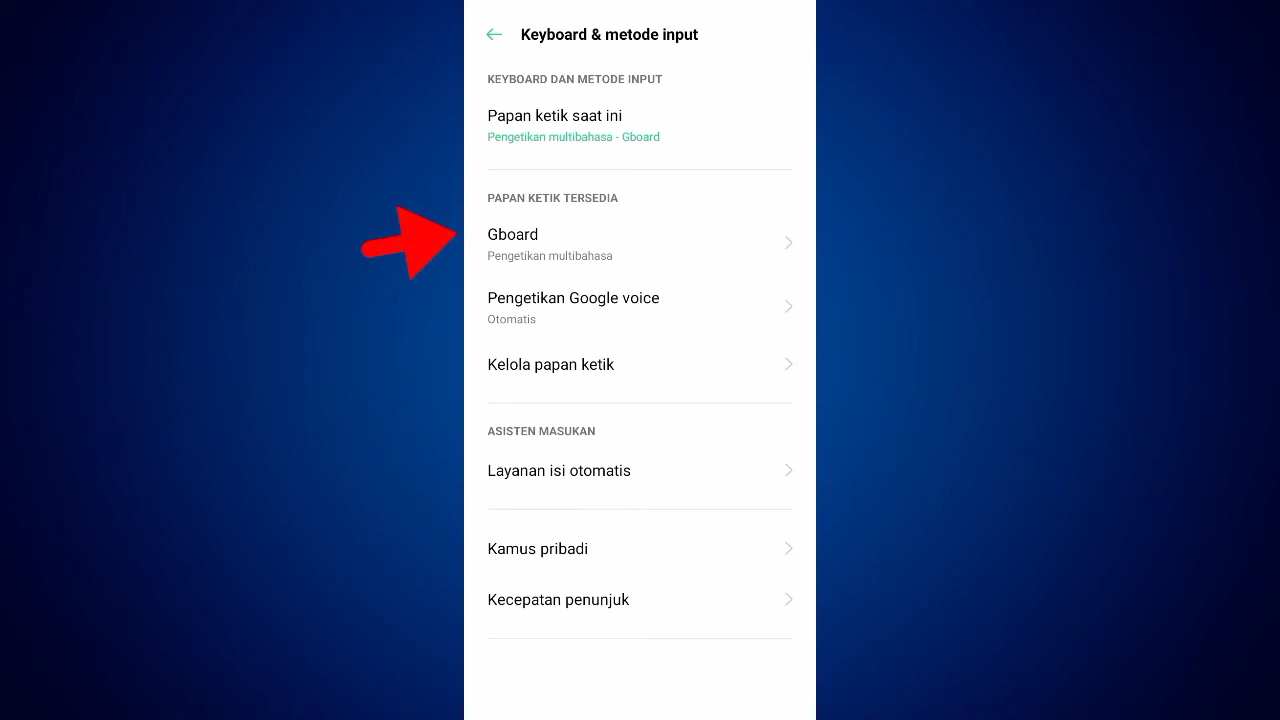 Keyboard & metode input
KEYBOARD DAN METODE INPUT
Papan ketik saat ini
Pengetikan multibahasa - Gboard
PAPAN KETIK TERSEDIA
Gboard
Pengetikan multibahasa
Pengetikan Google voice
Otomatis
Kelola papan ketik
ASISTEN MASUKAN
Layanan isi otomatis
Kamus pribadi
Kecepatan penunjuk